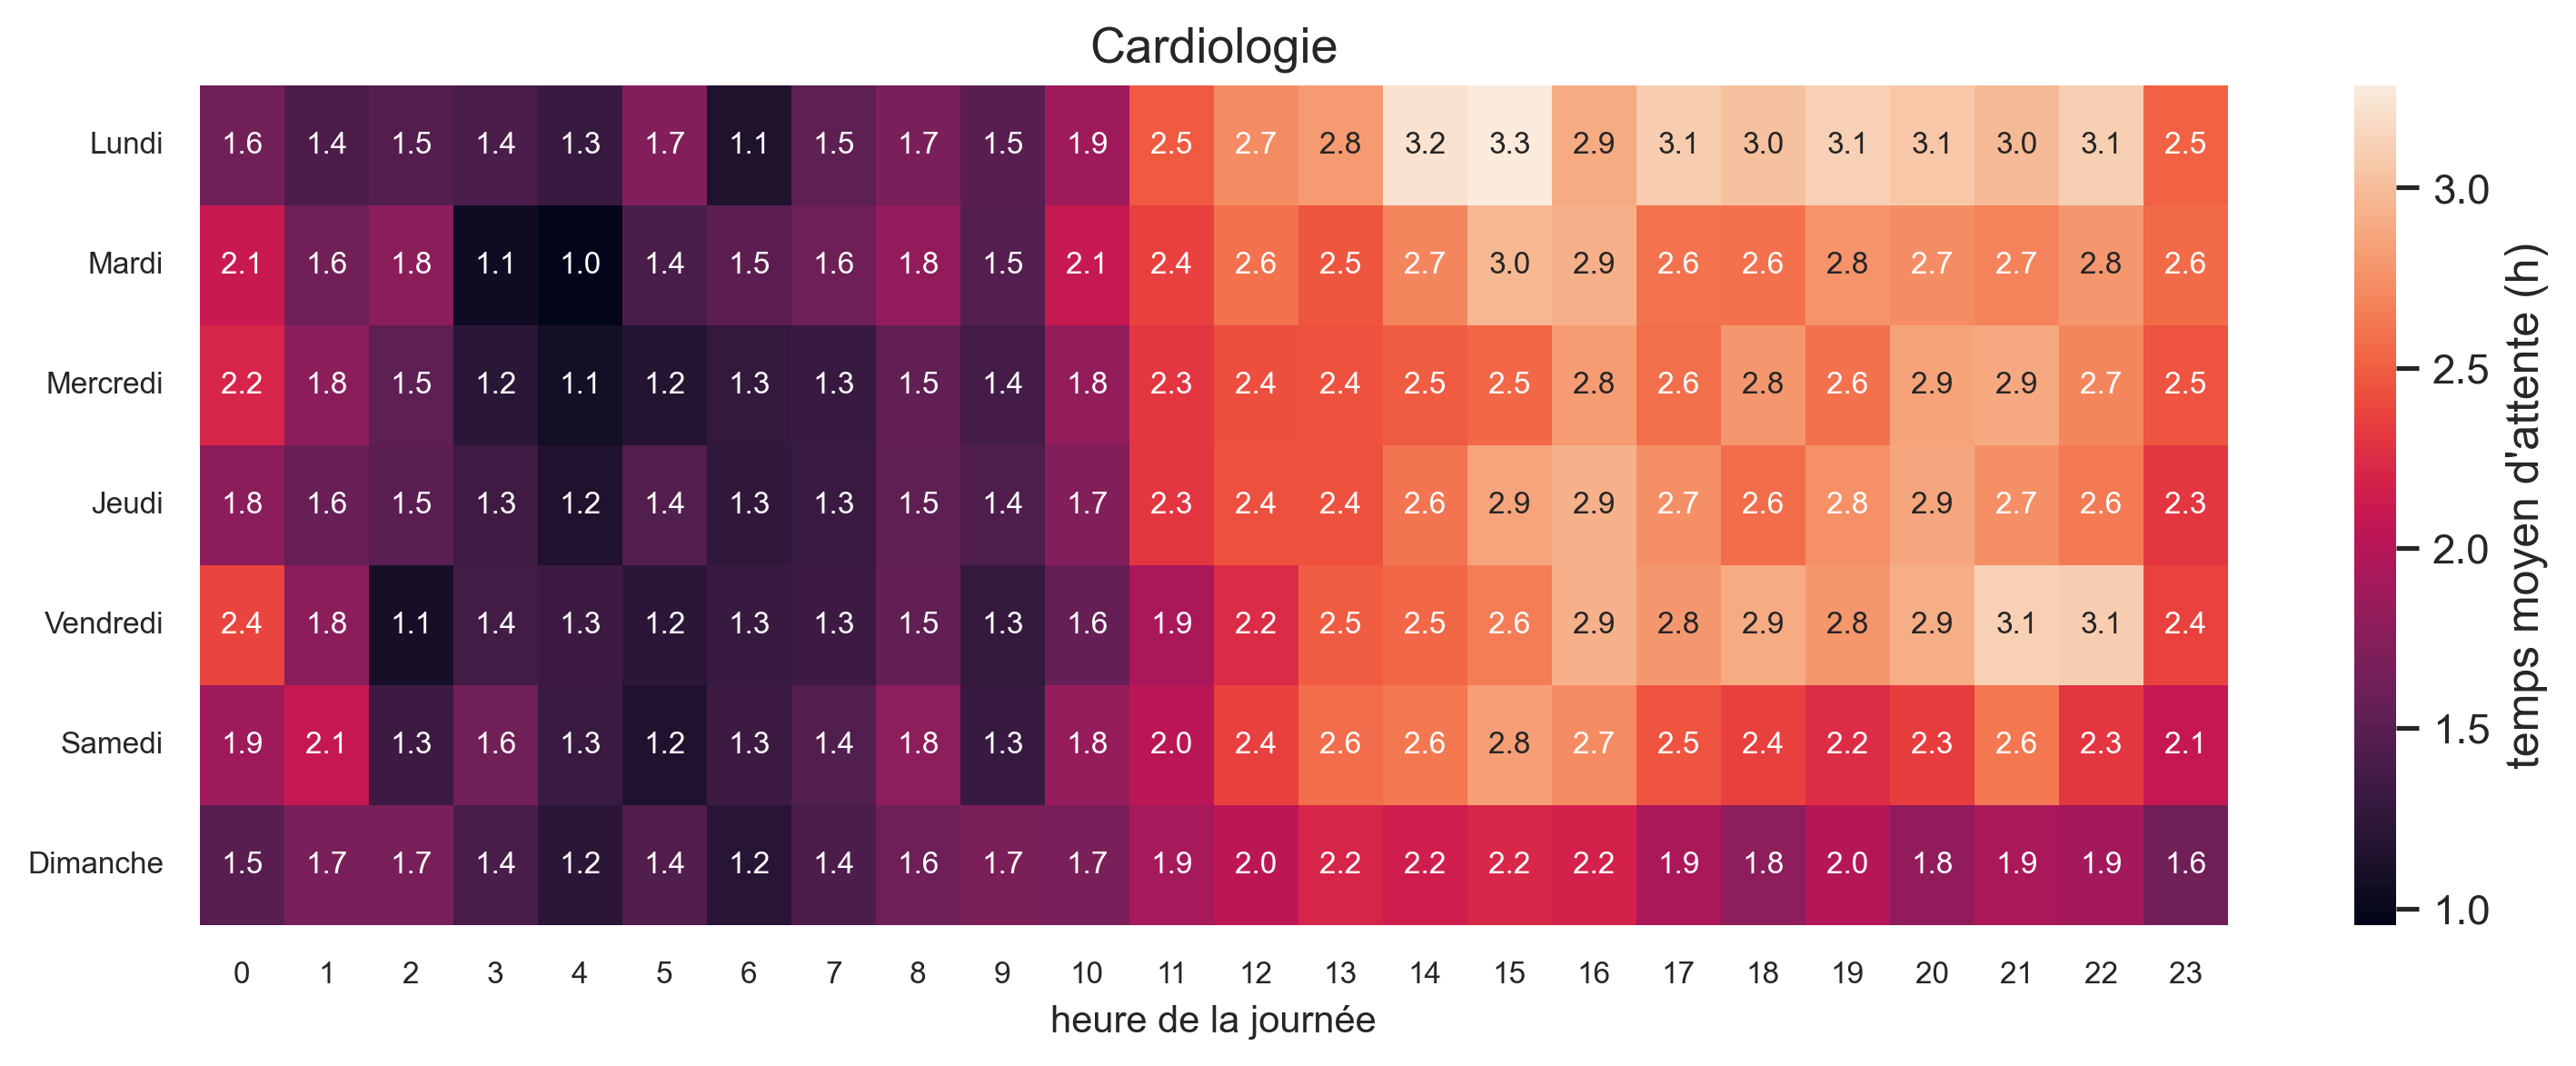 Cardiologie
Lundi 1.6 1.4 1.5 1.4 1.3 1.7 1.1 1.5 1.7 1.5 1.9 2.5 2.7 2.8 3.2 3.3 2.9 3.1 3.0 3.1 3.1 3.0 3.1 2.5
Mardi 2.1 1.6 1.8 1.1 1.0 1.4 1.5 1.6 1.8 1.5 2.1 2.4 2.6 2.5 2.7 3.0 2.9 2.6 2.6 2.8 2.7 2.7 2.8 2.6
Mercredi 2.2 1.8 1.5 1.2 1.1 1.2 1.3 1.3 1.5 1.4 1.8 2.3 2.4 2.4 2.5 2.5 2.8 2.6 2.8 2.6 2.9 2.9 2.7 2.5
Jeudi 1.8 1.6 1.5 1.3 1.2 1.4 1.3 1.3 1.5 1.4 1.7 2.3 2.4 2.4 2.6 2.9 2.9 2.7 2.6 2.8 2.9 2.7 2.6 2.3
Vendredi 2.4 1.8 1.1 1.4 1.3 1.2 1.3 1.3 1.5 1.3 1.6 1.9 2.2 2.5 2.5 2.6 2.9 2.8 2.9 2.8 2.9 3.1 3.1 2.4
Samedi 1.9 2.1 1.3 1.6 1.3 1.2 1.3 1.4 1.8 1.3 1.8 2.0 2.4 2.6 2.6 2.8 2.7 2.5 2.4 2.2 2.3 2.6 2.3 2.1
Dimanche 1.5 1.7 1.7 1.4 1.2 1.4 1.2 1.4 1.6 1.7 1.7 1.9 2.0 2.2 2.2 2.2 2.2 1.9 1.8 2.0 1.8 1.9 1.9 1.6
0 1 2 3 4 5 6 7 8 9 10 11 12 13 14 15 16 17 18 19 20 21 22 23
heure de la journée
3.0
2.5
2.0
1.5
1.0
temps moyen d'attente (h)